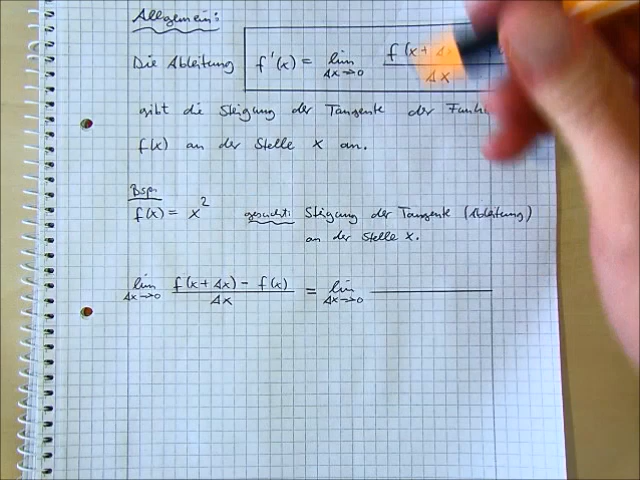 Allgemein:
Die Ableitung f'(x) = lim Δx→0 f(x+ Δx
gibt die Steigung der Tangente der
f(x) an der Stelle x an.
Bsp.
f(x) = x² gesucht: Steigung der Tangente (Ableitung)
an der Stelle x.
lim Δx→0 f(x + Δx) - f(x) / Δx = lim Δx→0